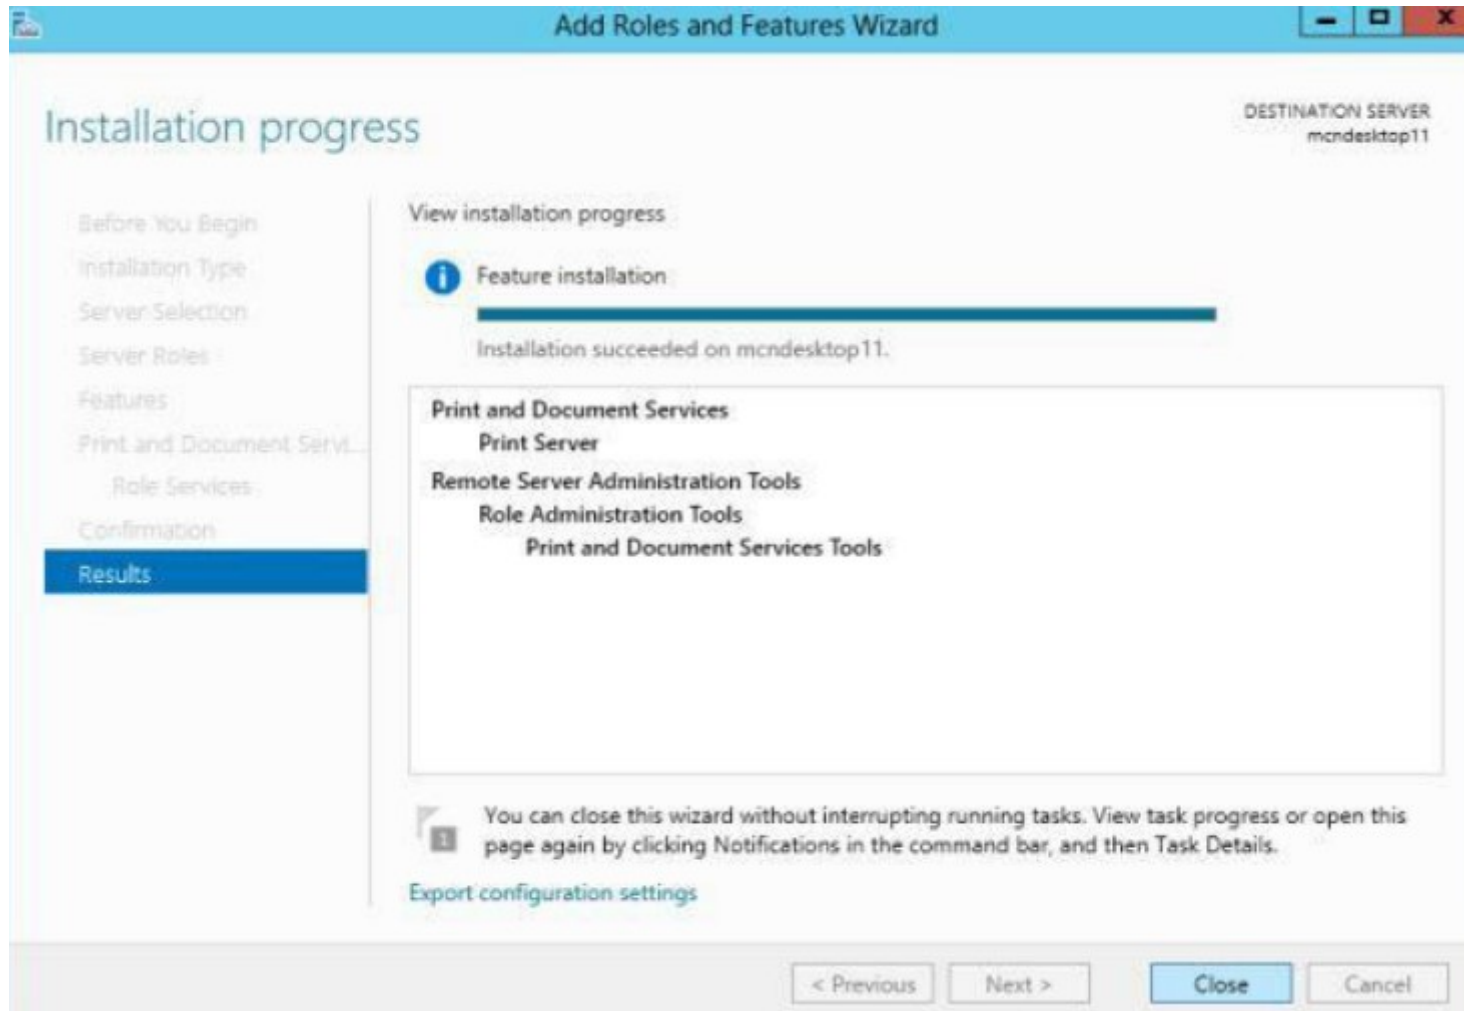 Add Roles and Features Wizard
Installation progress
DESTINATION SERVER
mcndesktop11
Before You Begin
Installation Type
Server Selection
Server Roles
Features
Print and Document Servi...
Role Services
Confirmation
Results
View installation progress
Feature installation
Installation succeeded on mcndesktop11.
Print and Document Services
Print Server
Remote Server Administration Tools
Role Administration Tools
Print and Document Services Tools
1
You can close this wizard without interrupting running tasks. View task progress or open this
page again by clicking Notifications in the command bar, and then Task Details.
Export configuration settings
< Previous
Next >
Close
Cancel